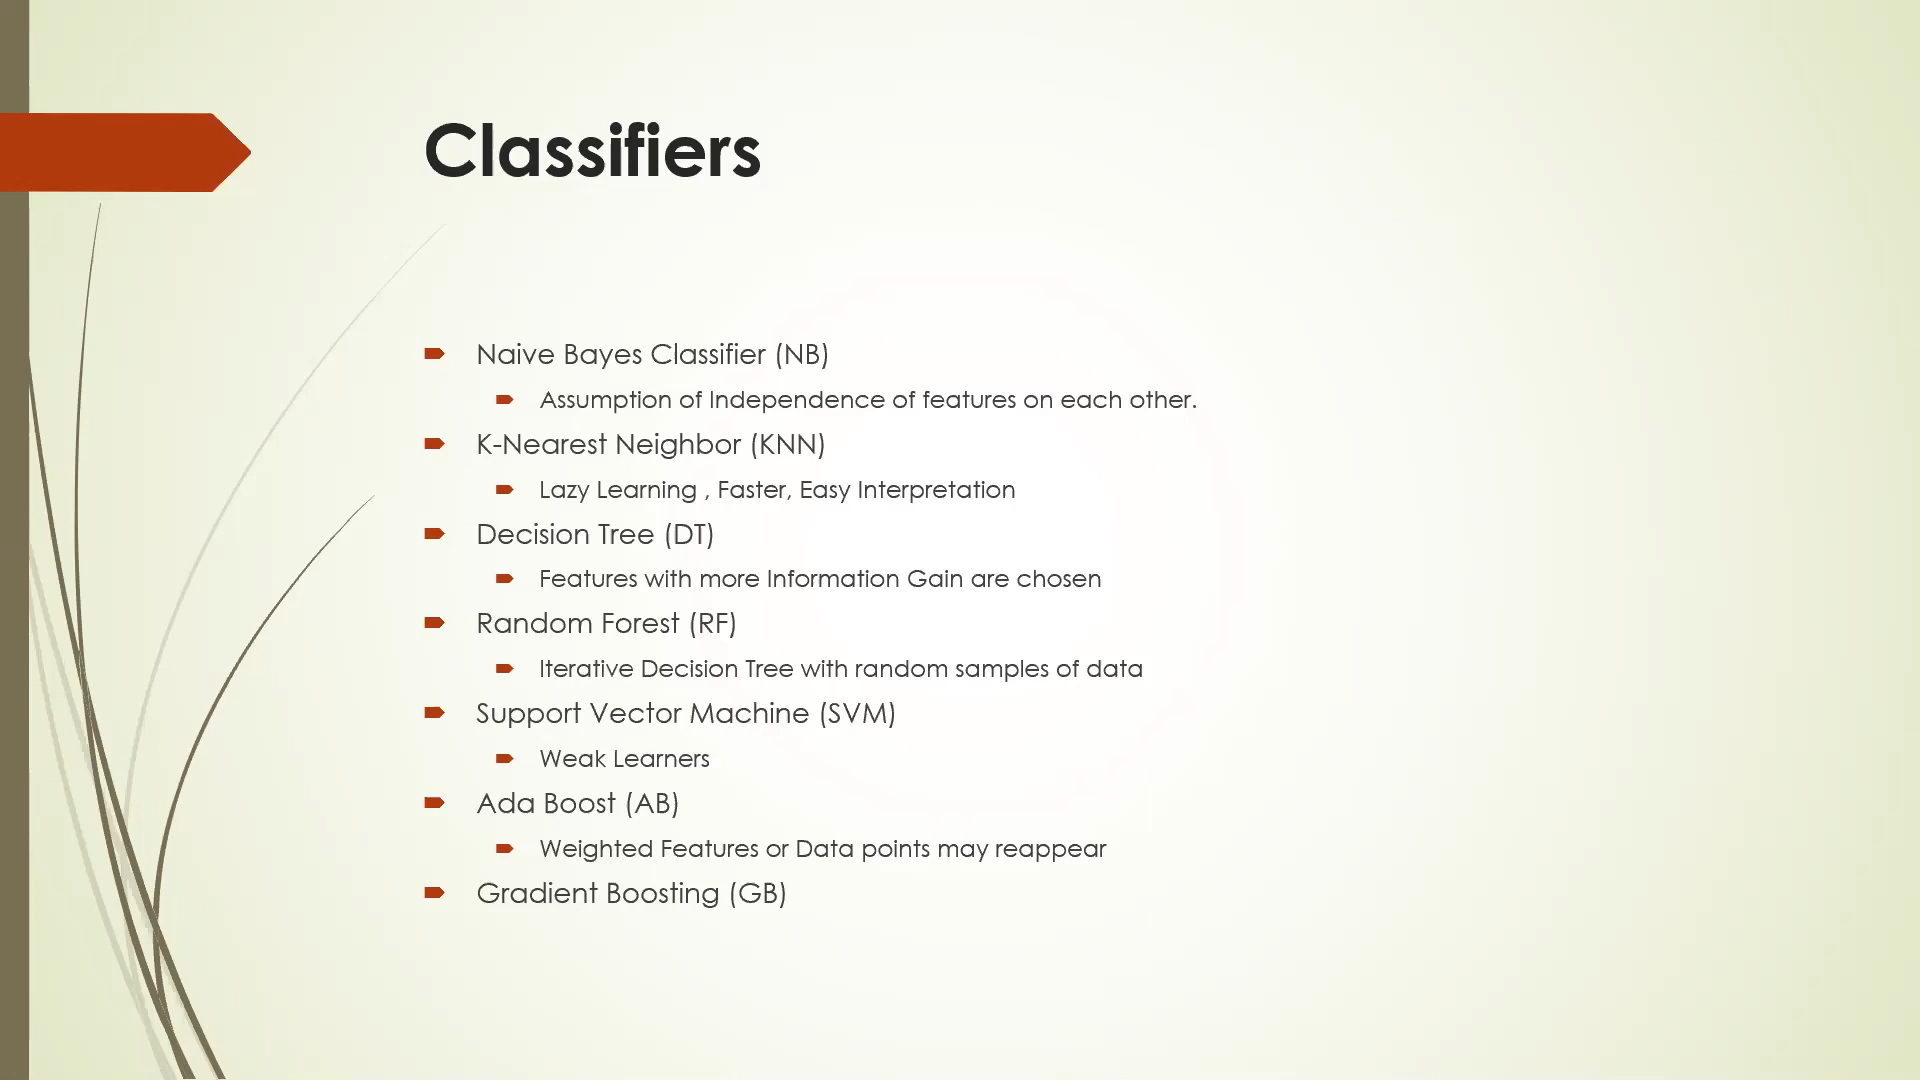 Classifiers
Naive Bayes Classifier (NB)
Assumption of Independence of features on each other.
K-Nearest Neighbor (KNN)
Lazy Learning , Faster, Easy Interpretation
Decision Tree (DT)
Features with more Information Gain are chosen
Random Forest (RF)
Iterative Decision Tree with random samples of data
Support Vector Machine (SVM)
Weak Learners
Ada Boost (AB)
Weighted Features or Data points may reappear
Gradient Boosting (GB)